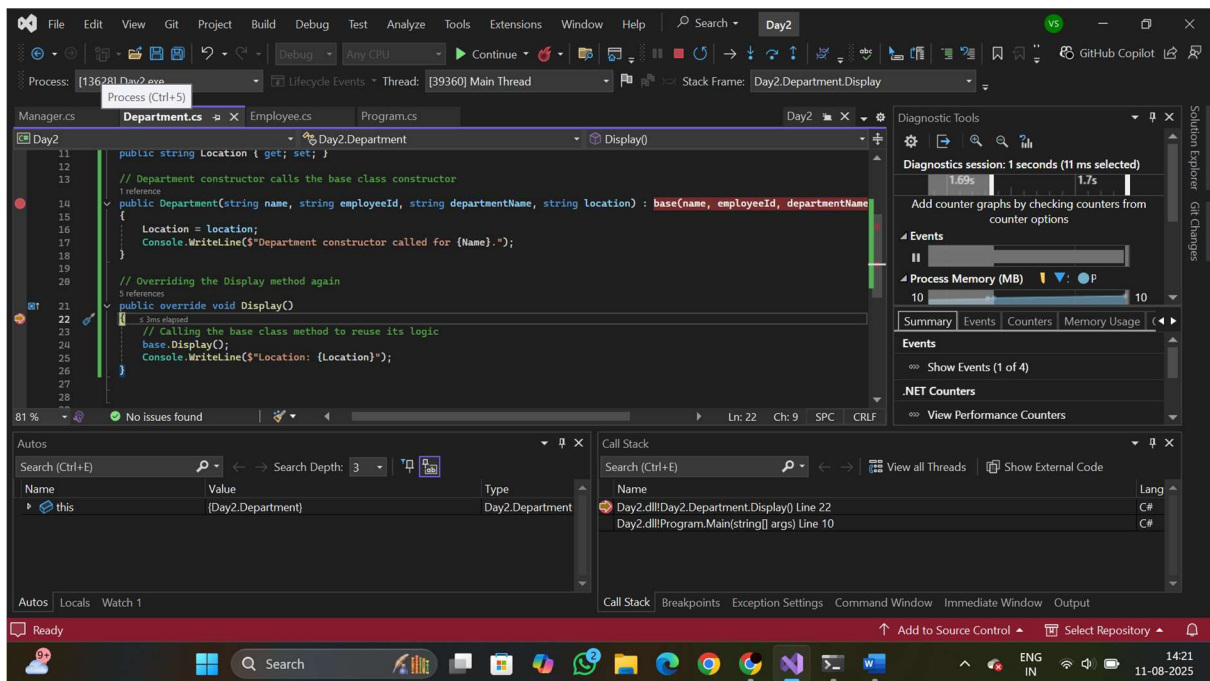 File Edit View Git Project Build Debug Test Analyze Tools Extensions Window Help Search Day2 VS
Debug Any CPU Continue GitHub Copilot
Process: [13628] Day2.exe Lifecycle Events Thread: [39360] Main Thread Stack Frame: Day2.Department.Display
Process (Ctrl+5)
Manager.cs Department.cs Employee.cs Program.cs Day2
Day2 Day2.Department Display()
11 public string Location { get; set; }
12
13 // Department constructor calls the base class constructor
1 reference
14 public Department(string name, string employeeId, string departmentName, string location) : base(name, employeeId, departmentName
15 {
16 Location = location;
17 Console.WriteLine($"Department constructor called for {Name}.");
18 }
19
20 // Overriding the Display method again
5 references
21 public override void Display()
22 { ≤ 3ms elapsed
23 // Calling the base class method to reuse its logic
24 base.Display();
25 Console.WriteLine($"Location: {Location}");
26 }
27
28
81 % No issues found Ln: 22 Ch: 9 SPC CRLF
Diagnostic Tools
Diagnostics session: 1 seconds (11 ms selected)
1.69s 1.7s
Add counter graphs by checking counters from
counter options
Events
Process Memory (MB) P
10 10
Summary Events Counters Memory Usage
Events
Show Events (1 of 4)
.NET Counters
View Performance Counters
Solution Explorer
Git Changes
Autos
Search (Ctrl+E) Search Depth: 3
Name Value Type
this {Day2.Department} Day2.Department
Autos Locals Watch 1
Call Stack
Search (Ctrl+E) View all Threads Show External Code
Name Lang
Day2.dll!Day2.Department.Display() Line 22 C#
Day2.dll!Program.Main(string[] args) Line 10 C#
Call Stack Breakpoints Exception Settings Command Window Immediate Window Output
Ready Add to Source Control Select Repository
9+ Search 2 ENG 14:21
IN 11-08-2025